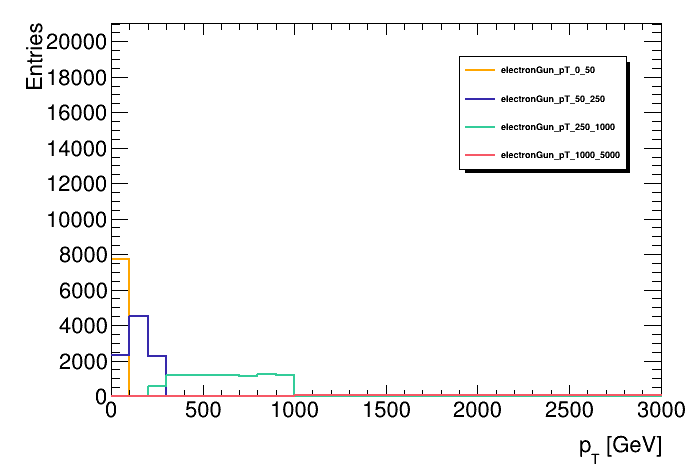 Entries
20000
18000
16000
14000
12000
10000
8000
6000
4000
2000
0
electronGun_pT_0_50
electronGun_pT_50_250
electronGun_pT_250_1000
electronGun_pT_1000_5000
0 500 1000 1500 2000 2500 3000
p_T [GeV]